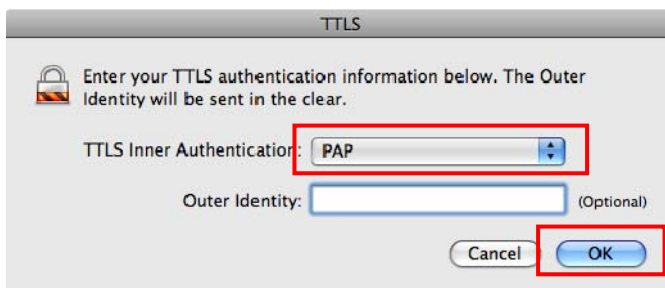 TTLS
Enter your TTLS authentication information below. The Outer
Identity will be sent in the clear.
TTLS Inner Authentication: PAP
Outer Identity: (Optional)
Cancel OK